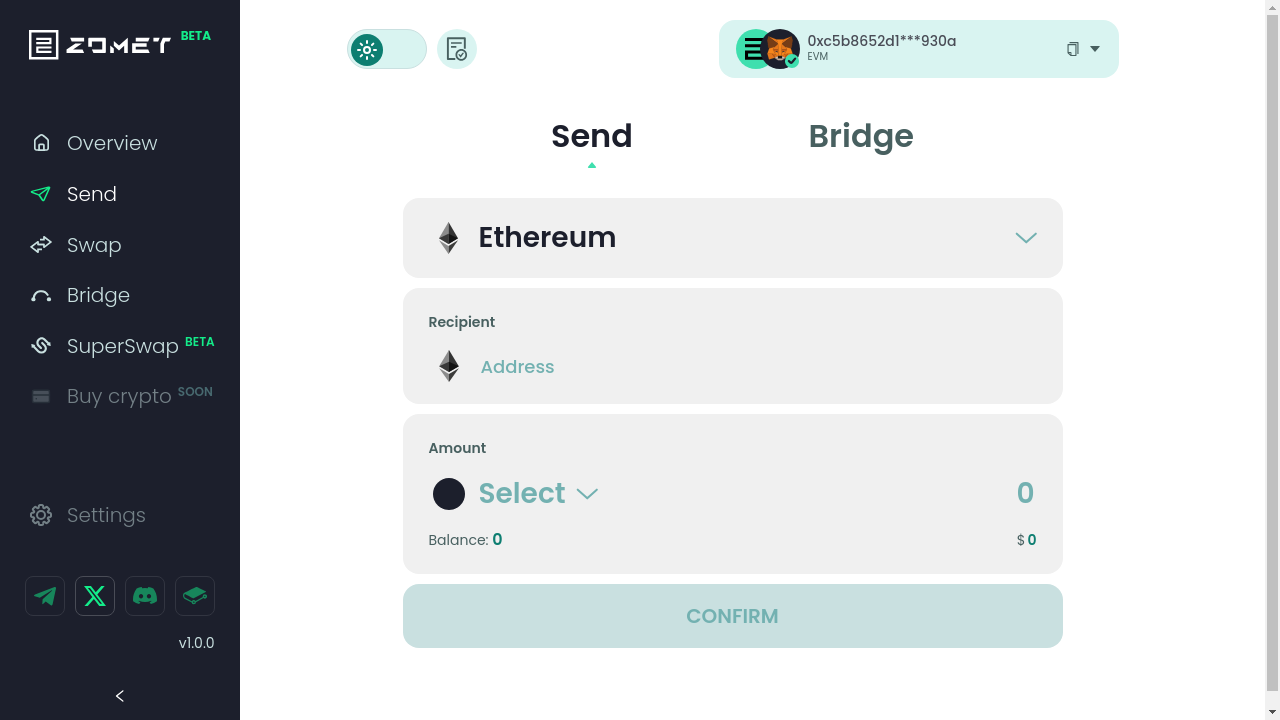 ZOMET BETA
Overview
Send
Swap
Bridge
SuperSwap BETA
Buy crypto SOON
Settings
v1.0.0
0xc5b8652d1***930a
EVM
Send
Bridge
Ethereum
Recipient
Address
Amount
Select
0
Balance: 0
$ 0
CONFIRM